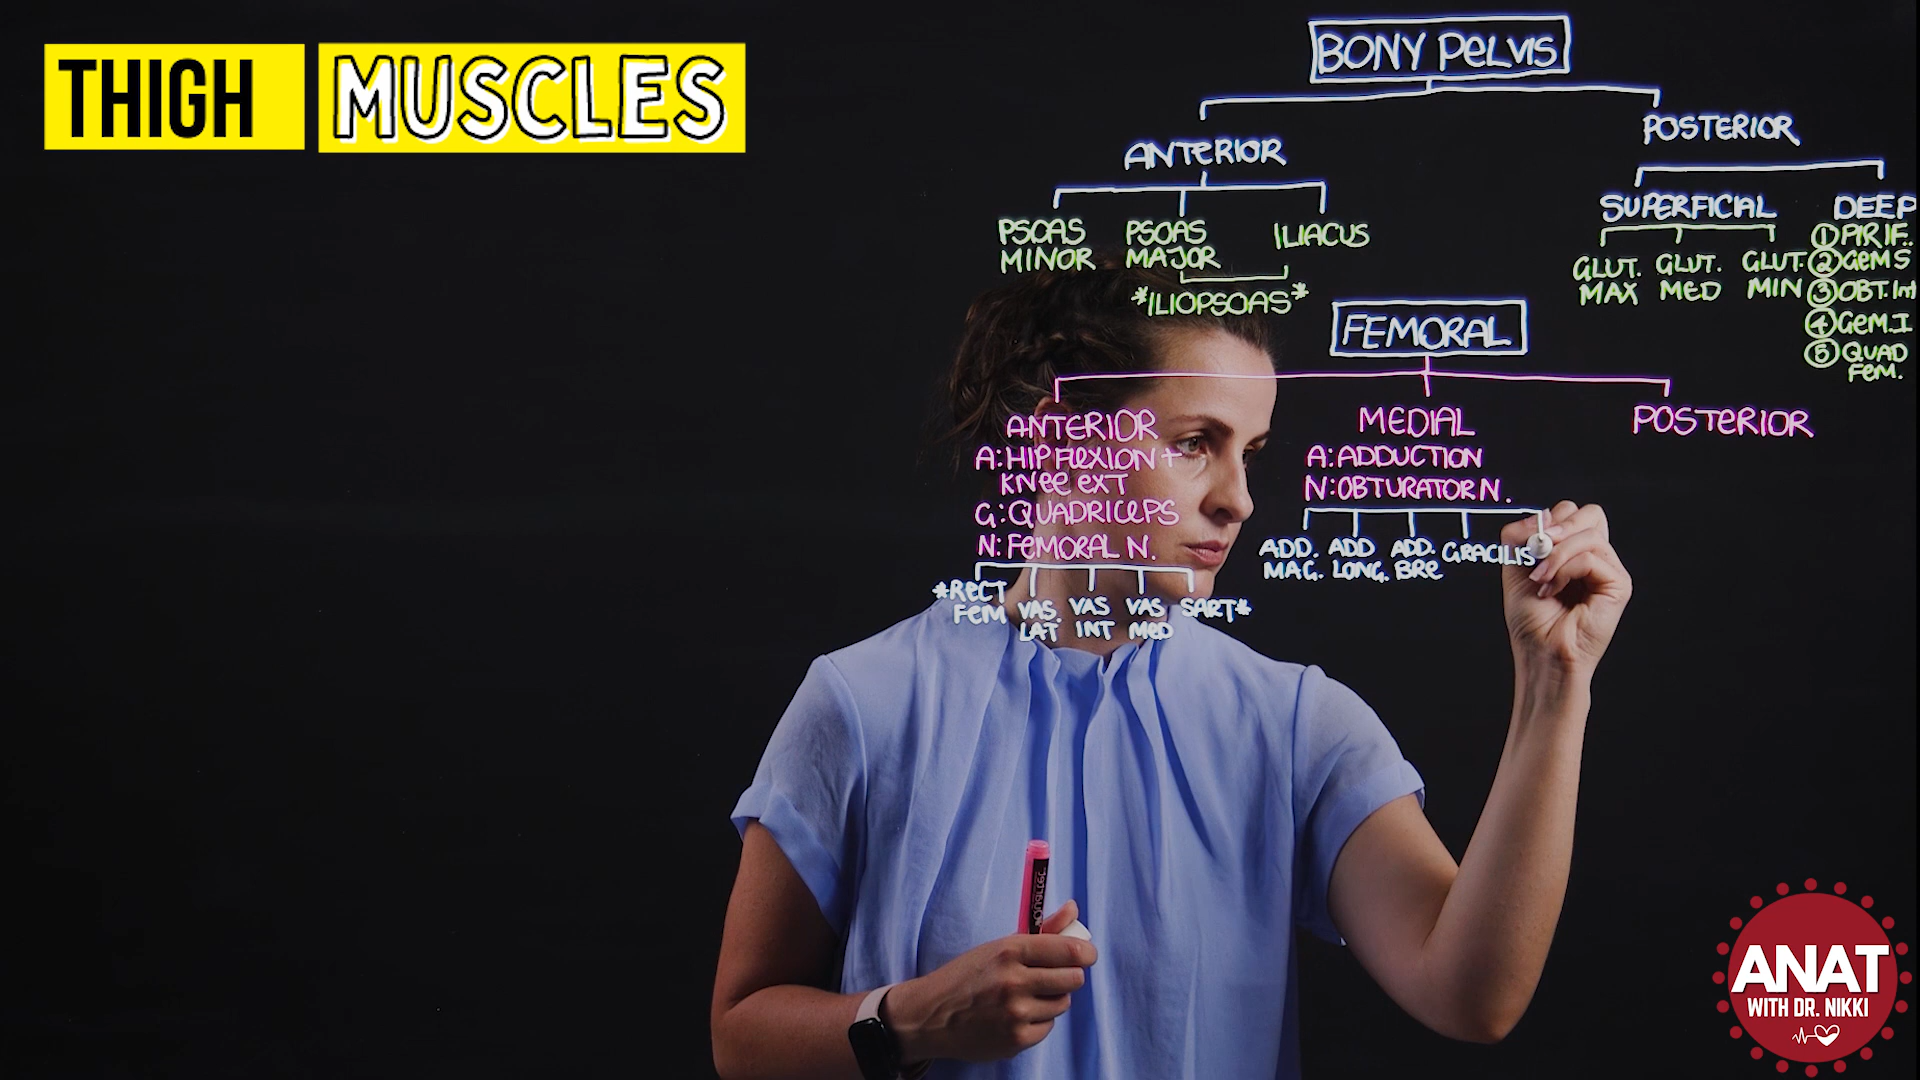 THIGH MUSCLES
BONY PELVIS
ANTERIOR
POSTERIOR
PSOAS
MINOR
PSOAS
MAJOR
ILIACUS
*ILIOPSOAS*
SUPERFICIAL
GLUT.
MAX
GLUT.
MED
GLUT.
MIN
DEEP
①PIRIF.
②GEM S
③OBT.Int
④GEM.I
⑤QUAD
FEM.
FEMORAL
ANTERIOR
A:HIP FLEXION +
KNEE EXT
G:QUADRICEPS
N:FEMORAL N.
*RECT
FEM
VAS.
LAT
VAS
INT
VAS
MED
SART*
MEDIAL
A:ADDUCTION
N:OBTURATOR N.
ADD.
MAG.
ADD
LONG.
ADD.
BRE
GRACILIS
POSTERIOR
ANAT
WITH DR. NIKKI